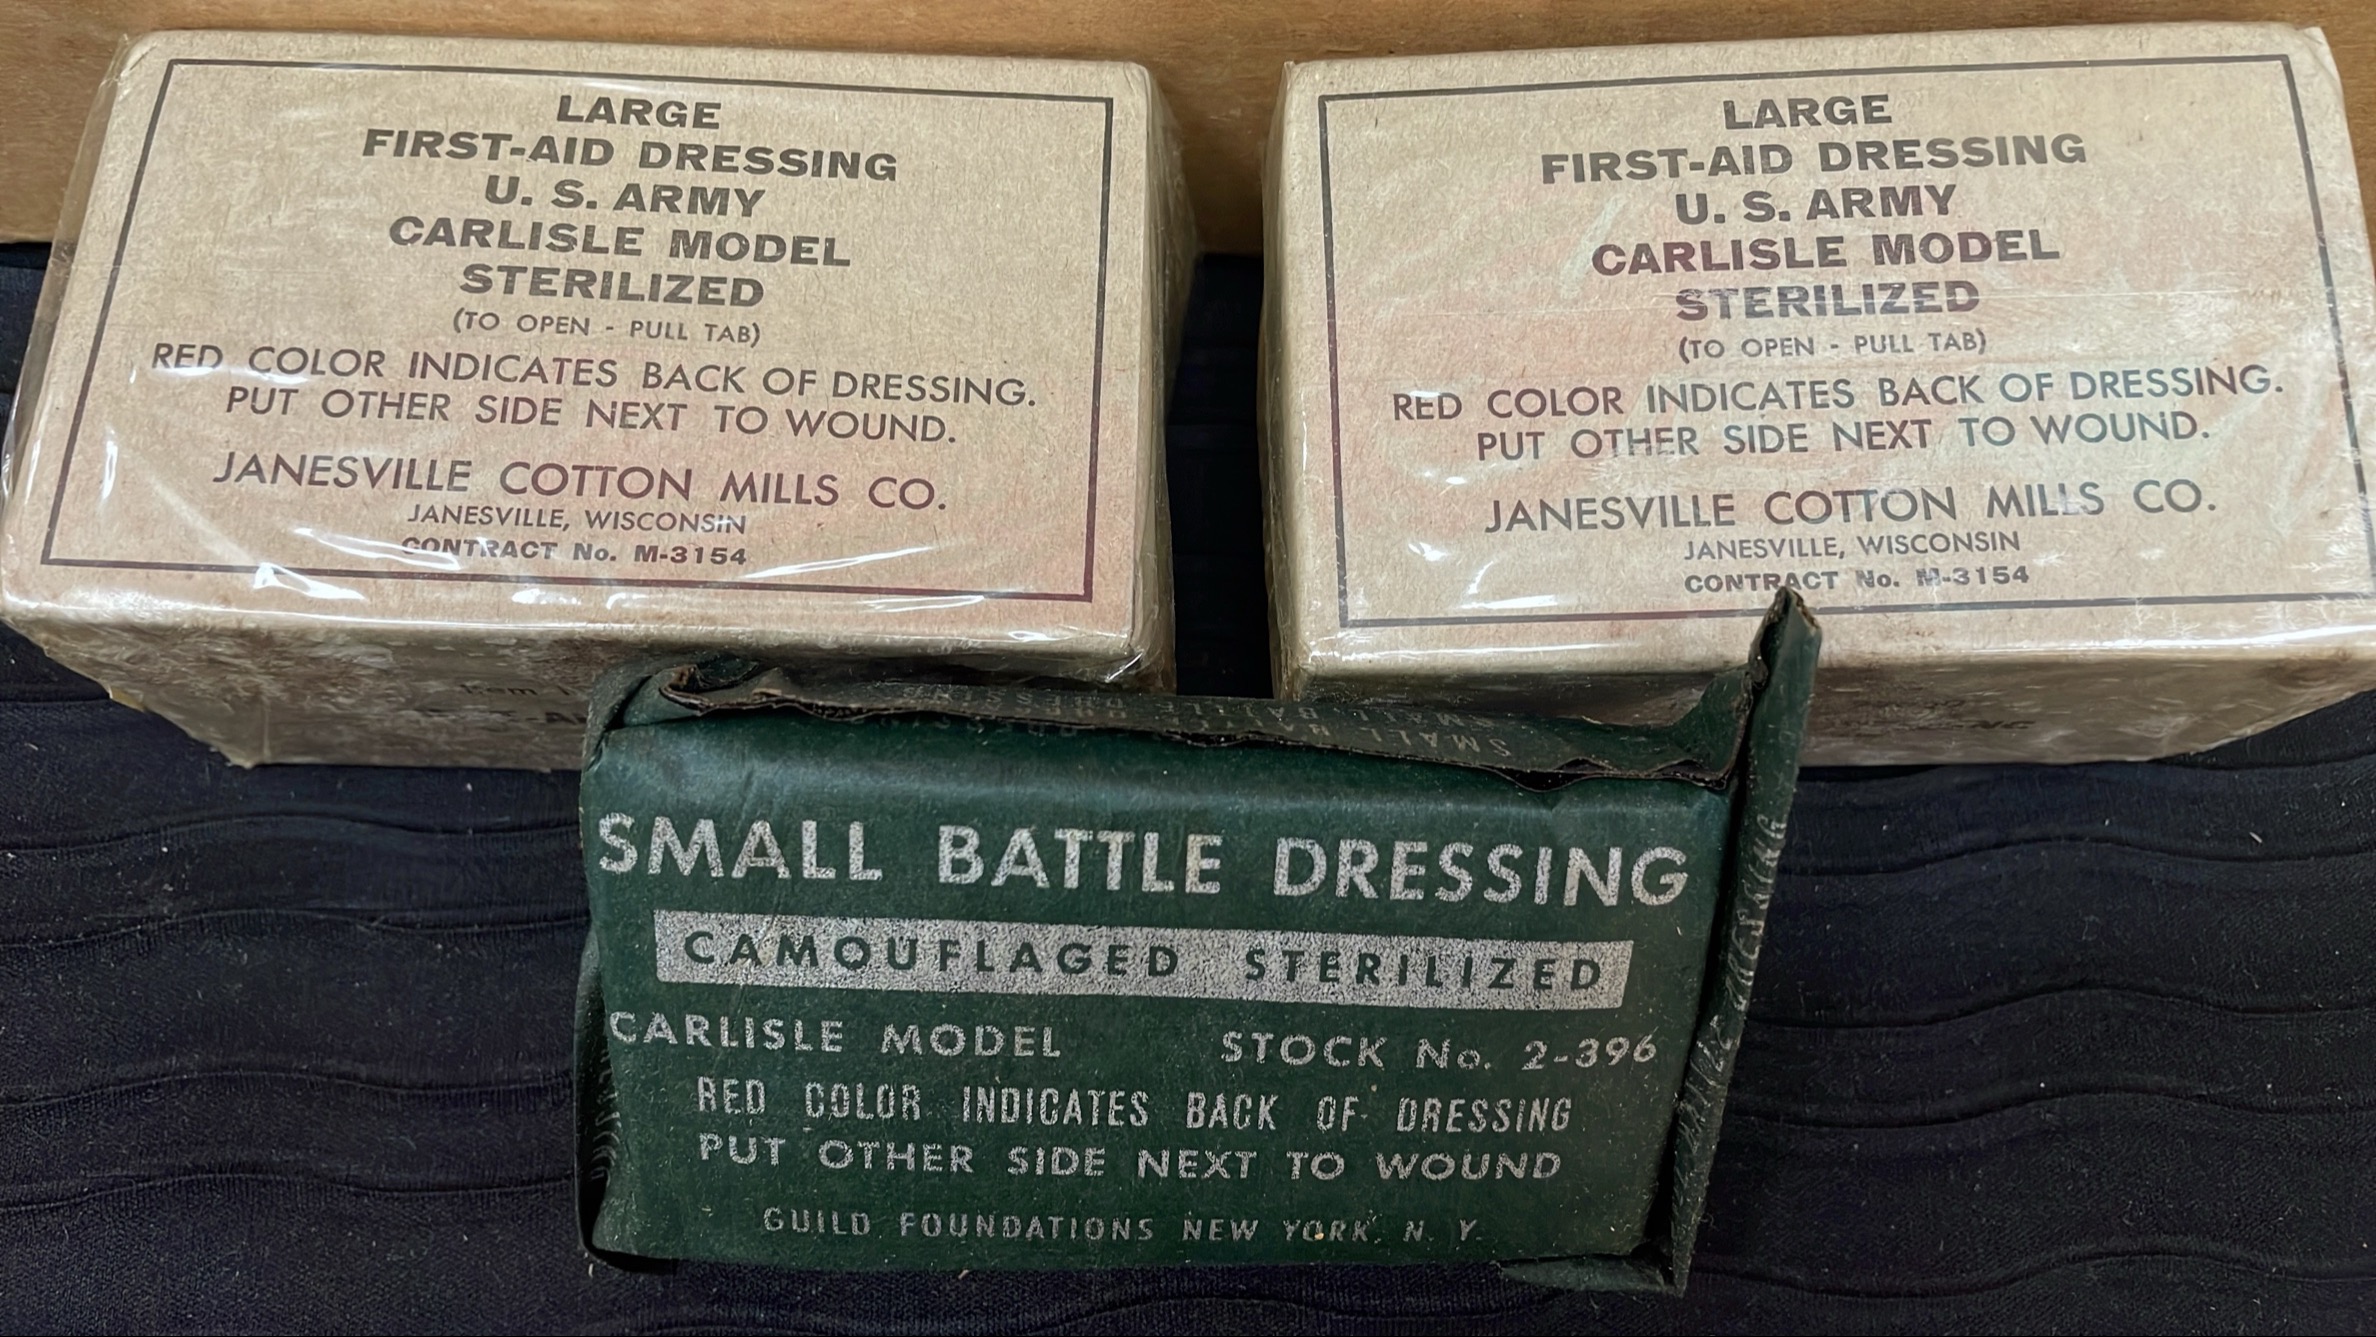 LARGE
FIRST-AID DRESSING
U. S. ARMY
CARLISLE MODEL
STERILIZED
(TO OPEN - PULL TAB)
RED COLOR INDICATES BACK OF DRESSING.
PUT OTHER SIDE NEXT TO WOUND.
JANESVILLE COTTON MILLS CO.
JANESVILLE, WISCONSIN
CONTRACT No. M-3154
LARGE
FIRST-AID DRESSING
U. S. ARMY
CARLISLE MODEL
STERILIZED
(TO OPEN - PULL TAB)
RED COLOR INDICATES BACK OF DRESSING.
PUT OTHER SIDE NEXT TO WOUND.
JANESVILLE COTTON MILLS CO.
JANESVILLE, WISCONSIN
CONTRACT No. M-3154
SMALL BATTLE DRESSING
SMALL BATTLE DRESSING
CAMOUFLAGED STERILIZED
CARLISLE MODEL STOCK No. 2-396
RED COLOR INDICATES BACK OF DRESSING
PUT OTHER SIDE NEXT TO WOUND
GUILD FOUNDATIONS NEW YORK, N. Y.